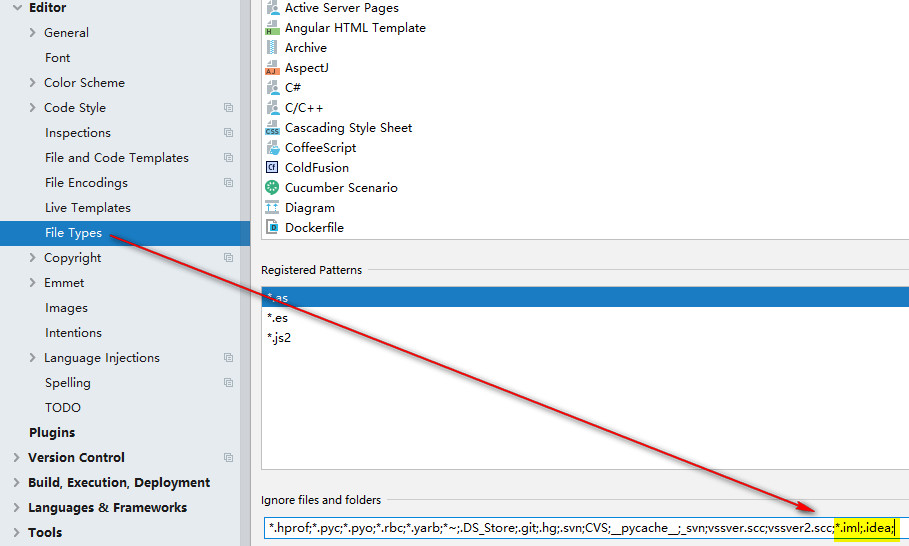 Editor
General
Font
Color Scheme
Code Style
Inspections
File and Code Templates
File Encodings
Live Templates
File Types
Copyright
Emmet
Images
Intentions
Language Injections
Spelling
TODO
Plugins
Version Control
Build, Execution, Deployment
Languages & Frameworks
Tools
Active Server Pages
Angular HTML Template
Archive
AspectJ
C#
C/C++
Cascading Style Sheet
CoffeeScript
ColdFusion
Cucumber Scenario
Diagram
Dockerfile
Registered Patterns
*.as
*.es
*.js2
Ignore files and folders
*.hprof;*.pyc;*.pyo;*.rbc;*.yarb;*~;.DS_Store;.git;.hg;.svn;CVS;__pycache__;_svn;vssver.scc;vssver2.scc;*.iml;.idea;